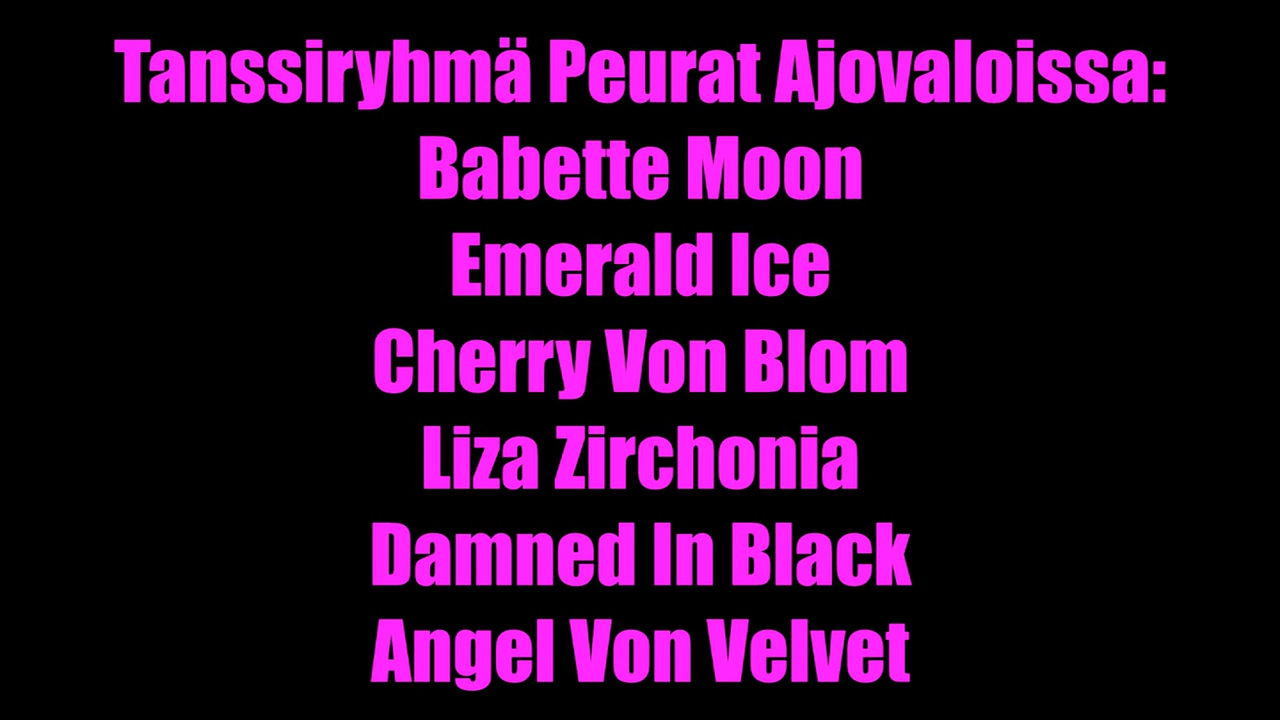 Tanssiryhmä Peurat Ajovaloissa:
Babette Moon
Emerald Ice
Cherry Von Blom
Liza Zirchonia
Damned In Black
Angel Von Velvet